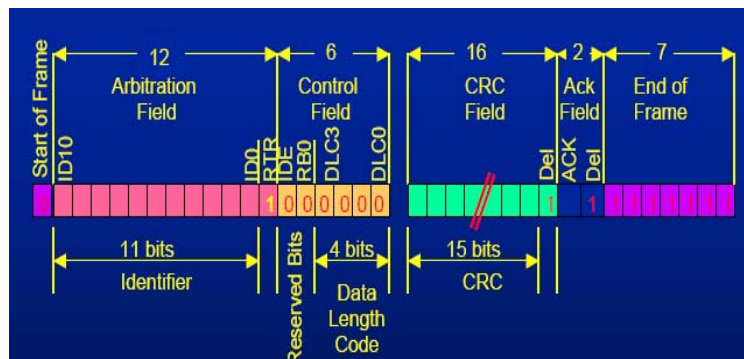 12
6
16
2
7
Arbitration
Field
Control
Field
CRC
Field
Ack
Field
End of
Frame
Start of Frame
ID10
ID0
RTR
IDE
RB0
DLC3
DLC0
Del
ACK
Del
0
1
0 0 0 0 0 0
1
1
1 1 1 1 1 1 1
11 bits
Identifier
Reserved Bits
4 bits
Data
Length
Code
15 bits
CRC